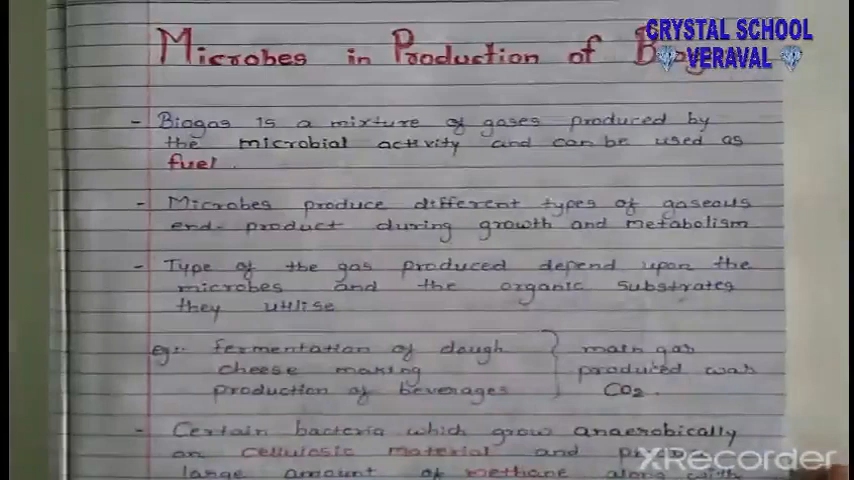 CRYSTAL SCHOOL
VERAVAL
Microbes in Production of
- Biogas is a mixture of gases produced by
the microbial activity and can be used as
fuel.
- Microbes produce different types of gaseous
end-product during growth and metabolism
- Type of the gas produced depend upon the
microbes and the organic substrates
they utilise
eg:- fermentation of dough
cheese making
production of beverages
main gas
produced was
CO2.
- Certain bacteria which grow anaerobically
on cellulosic material and
large amount of methane along with
XRecorder